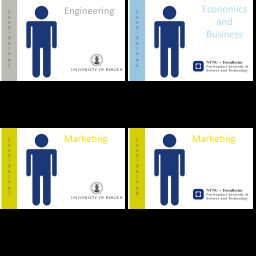 Engineering
UNIVERSITY OF BERGEN
Economics
and
Business
NTNU – Trondheim
Norwegian University of
Science and Technology
Marketing
UNIVERSITY OF BERGEN
Marketing
NTNU – Trondheim
Norwegian University of
Science and Technology